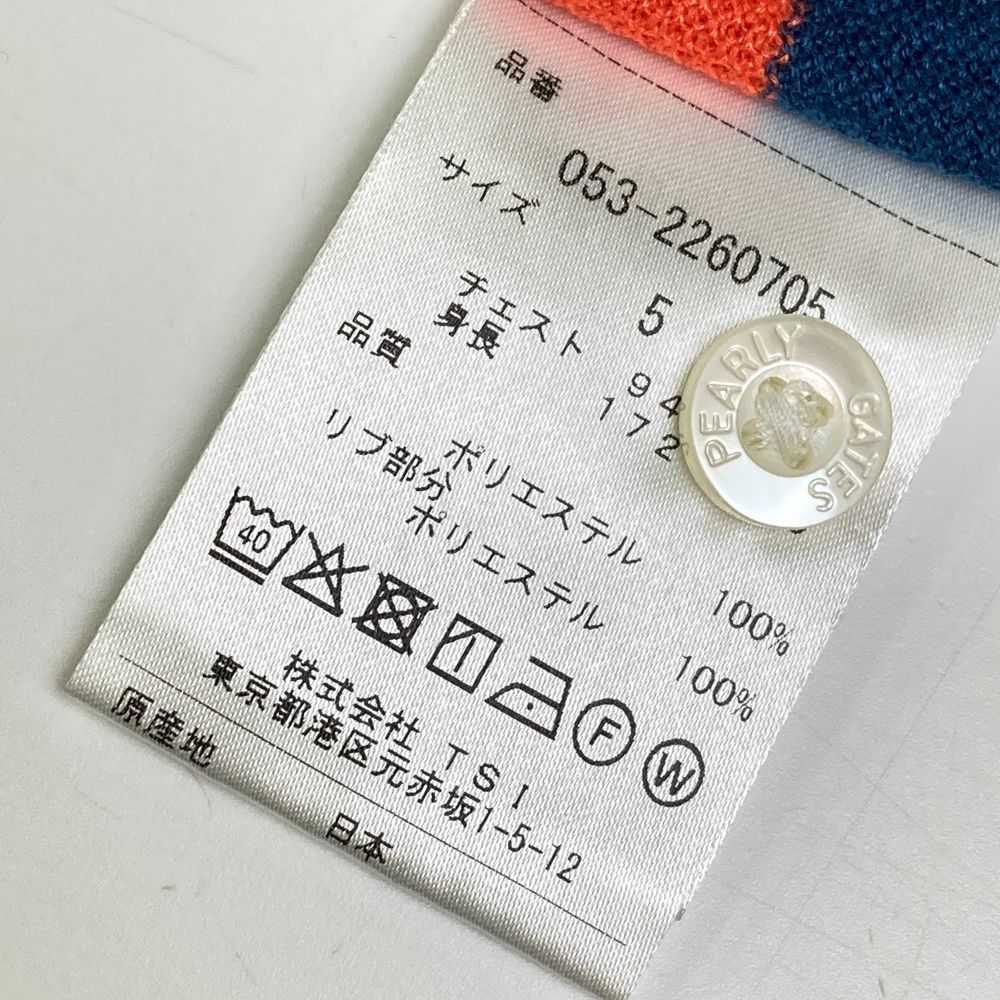 品番
053-2260705
サイズ
5
チェスト 94
身長 172
品質
ポリエステル 100%
リブ部分
ポリエステル 100%
40
F W
株式会社 TSI
東京都港区元赤坂1-5-12
原産地
日本
PEARLY GATES